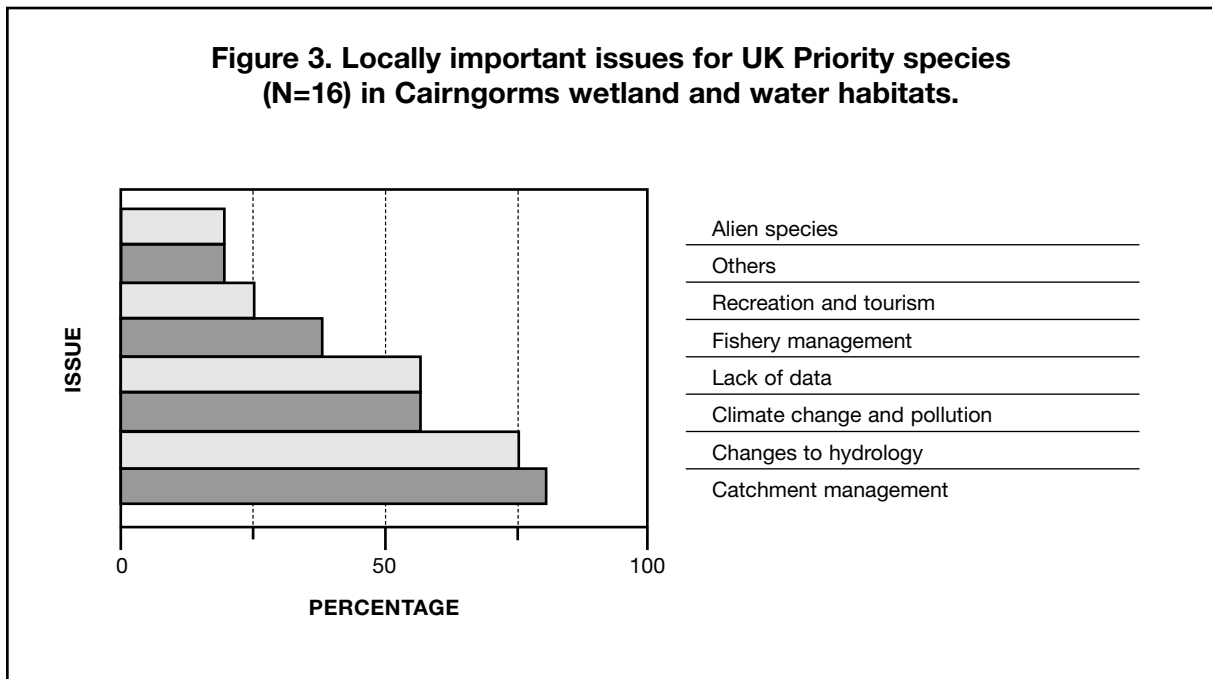 Figure 3. Locally important issues for UK Priority species
(N=16) in Cairngorms wetland and water habitats.
ISSUE
Alien species
Others
Recreation and tourism
Fishery management
Lack of data
Climate change and pollution
Changes to hydrology
Catchment management
0 50 100
PERCENTAGE